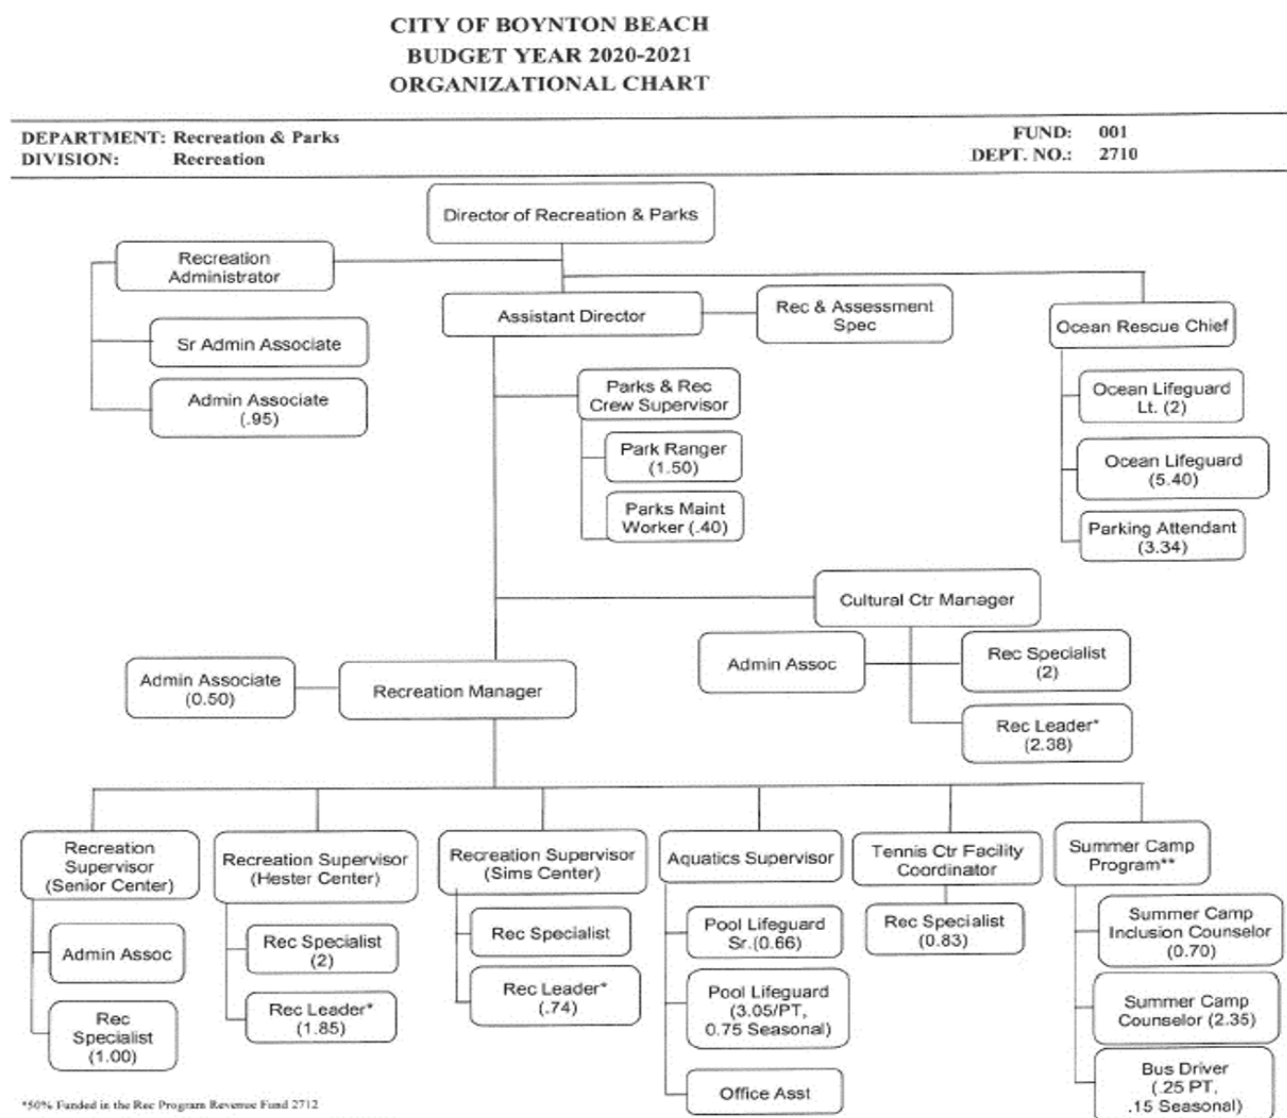 CITY OF BOYNTON BEACH
BUDGET YEAR 2020-2021
ORGANIZATIONAL CHART
DEPARTMENT: Recreation & Parks
FUND: 001
DIVISION: Recreation
DEPT. NO.: 2710
Director of Recreation & Parks
Recreation
Administrator
Sr Admin Associate
Admin Associate
(.95)
Assistant Director
Rec & Assessment
Spec
Ocean Rescue Chief
Parks & Rec
Crew Supervisor
Park Ranger
(1.50)
Parks Maint
Worker (.40)
Ocean Lifeguard
Lt. (2)
Ocean Lifeguard
(5.40)
Parking Attendant
(3.34)
Cultural Ctr Manager
Admin Assoc
Rec Specialist
(2)
Rec Leader*
(2.38)
Admin Associate
(0.50)
Recreation Manager
Recreation
Supervisor
(Senior Center)
Admin Assoc
Rec
Specialist
(1.00)
Recreation Supervisor
(Hester Center)
Rec Specialist
(2)
Rec Leader*
(1.85)
Recreation Supervisor
(Sims Center)
Rec Specialist
Rec Leader*
(.74)
Aquatics Supervisor
Pool Lifeguard
Sr.(0.66)
Pool Lifeguard
(3.05/PT,
0.75 Seasonal)
Office Asst
Tennis Ctr Facility
Coordinator
Rec Specialist
(0.83)
Summer Camp
Program**
Summer Camp
Inclusion Counselor
(0.70)
Summer Camp
Counselor (2.35)
Bus Driver
(.25 PT,
.15 Seasonal)
*50% Funded in the Rec Program Revenue Fund 2712